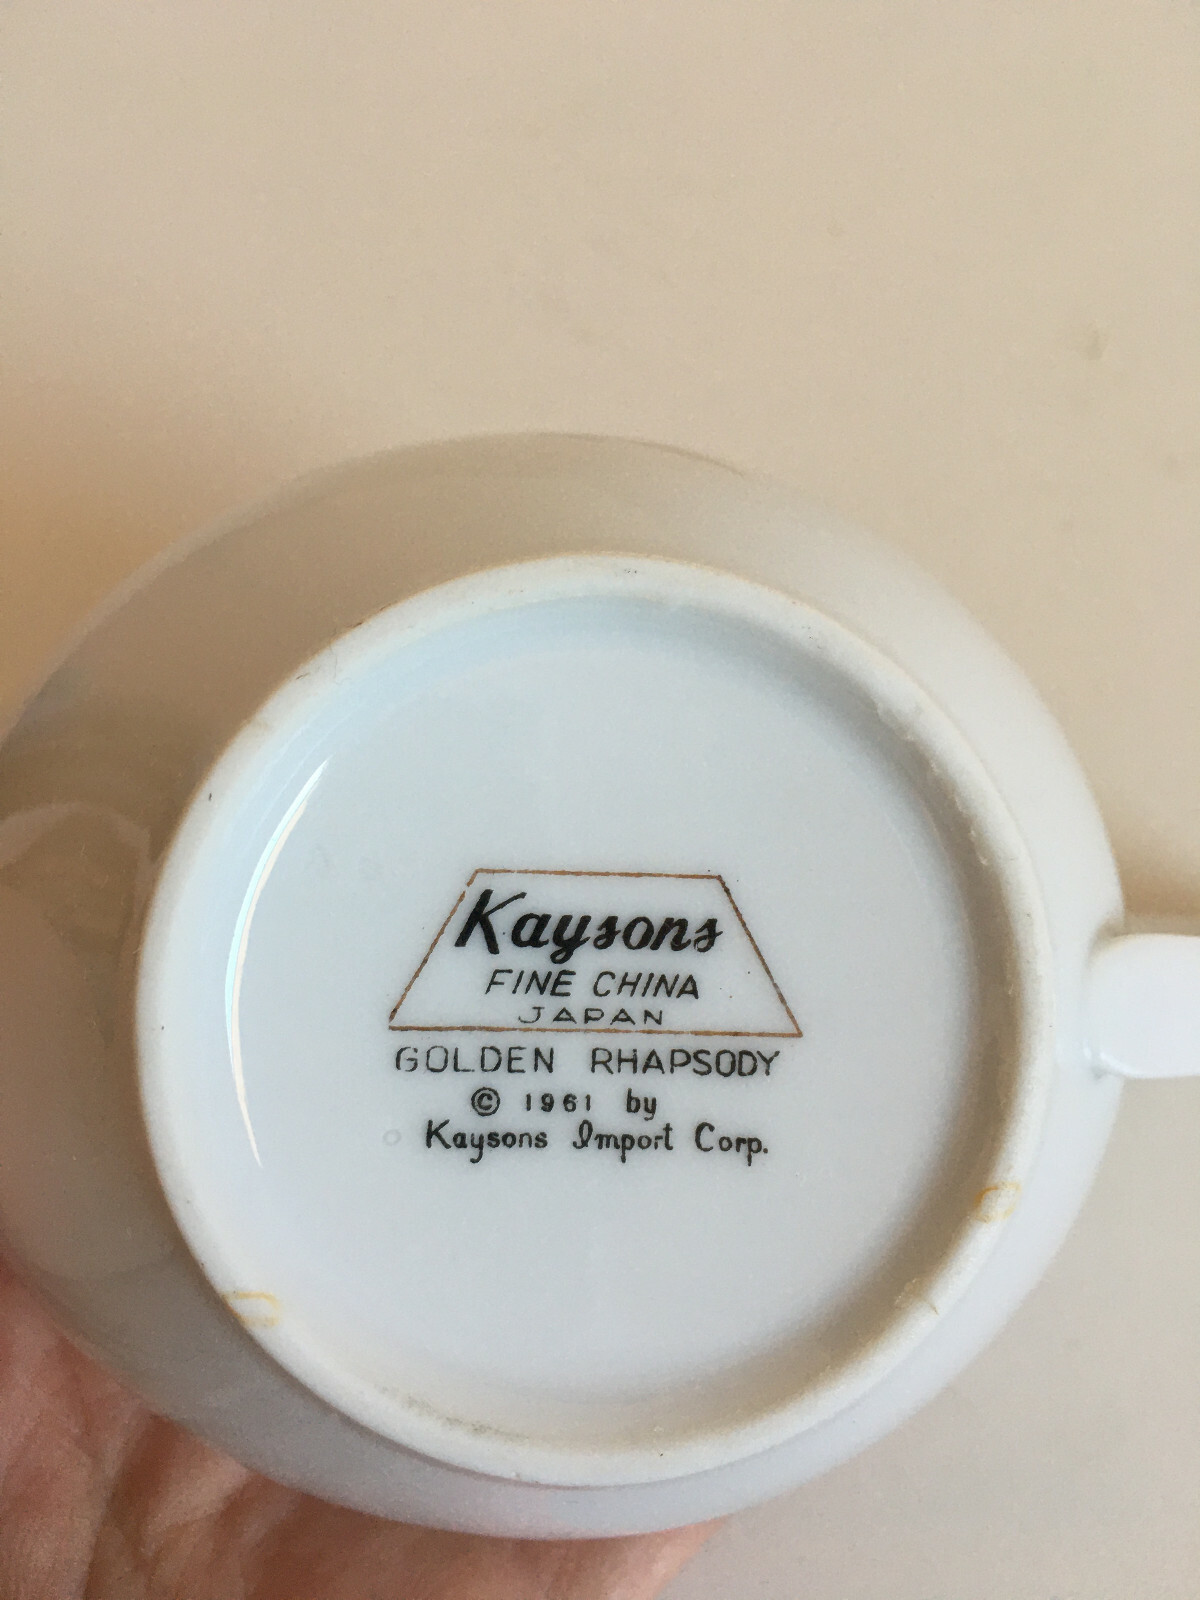 Kaysons
FINE CHINA
JAPAN
GOLDEN RHAPSODY
© 1961 by
Kaysons Import Corp.